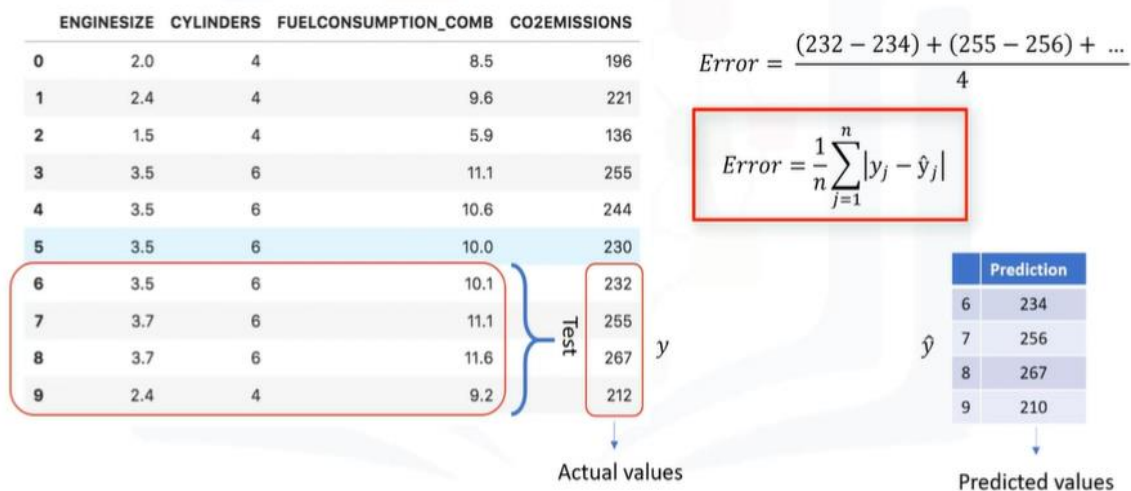 ENGINESIZE CYLINDERS FUELCONSUMPTION_COMB CO2EMISSIONS
0 2.0 4 8.5 196
1 2.4 4 9.6 221
2 1.5 4 5.9 136
3 3.5 6 11.1 255
4 3.5 6 10.6 244
5 3.5 6 10.0 230
6 3.5 6 10.1 232
7 3.7 6 11.1 255
8 3.7 6 11.6 267
9 2.4 4 9.2 212
Test
y
Actual values
Error = \frac{(232 − 234) + (255 − 256) + ...}{4}
Error = \frac{1}{n} \sum_{j=1}^{n} |y_j − ŷ_j|
ŷ
Prediction
6 234
7 256
8 267
9 210
Predicted values